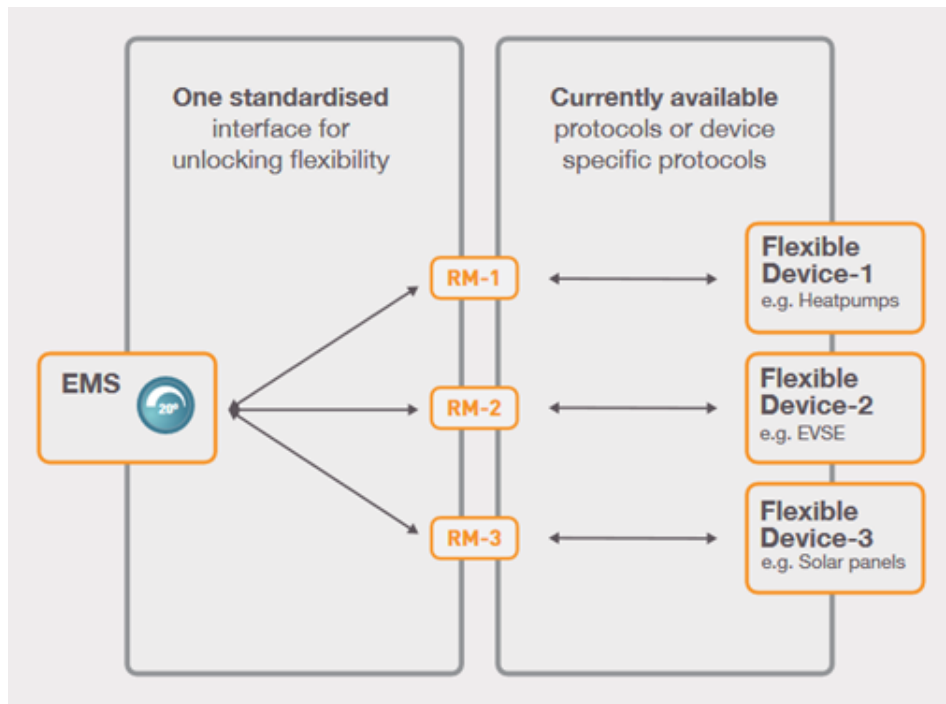 One standardised
interface for
unlocking flexibility
Currently available
protocols or device
specific protocols
EMS
20°
RM-1
RM-2
RM-3
Flexible
Device-1
e.g. Heatpumps
Flexible
Device-2
e.g. EVSE
Flexible
Device-3
e.g. Solar panels